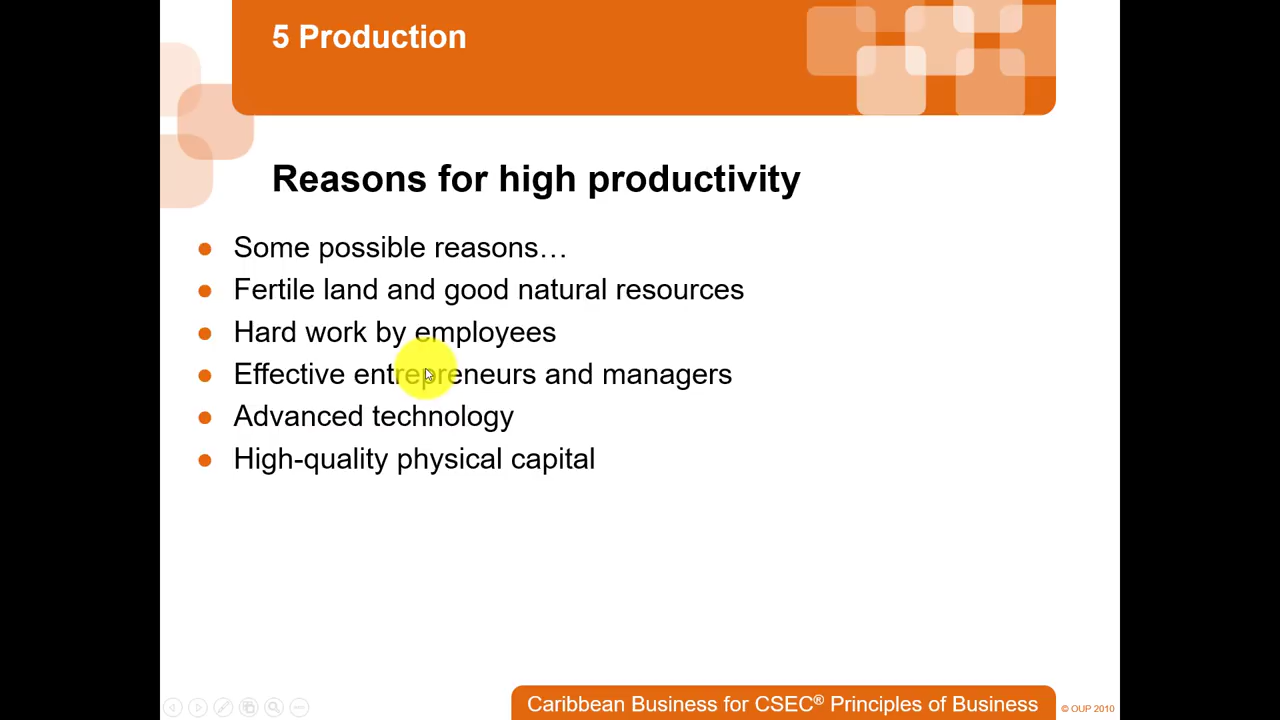 5 Production
Reasons for high productivity
Some possible reasons…
Fertile land and good natural resources
Hard work by employees
Effective entrepreneurs and managers
Advanced technology
High-quality physical capital
Caribbean Business for CSEC® Principles of Business
© OUP 2010